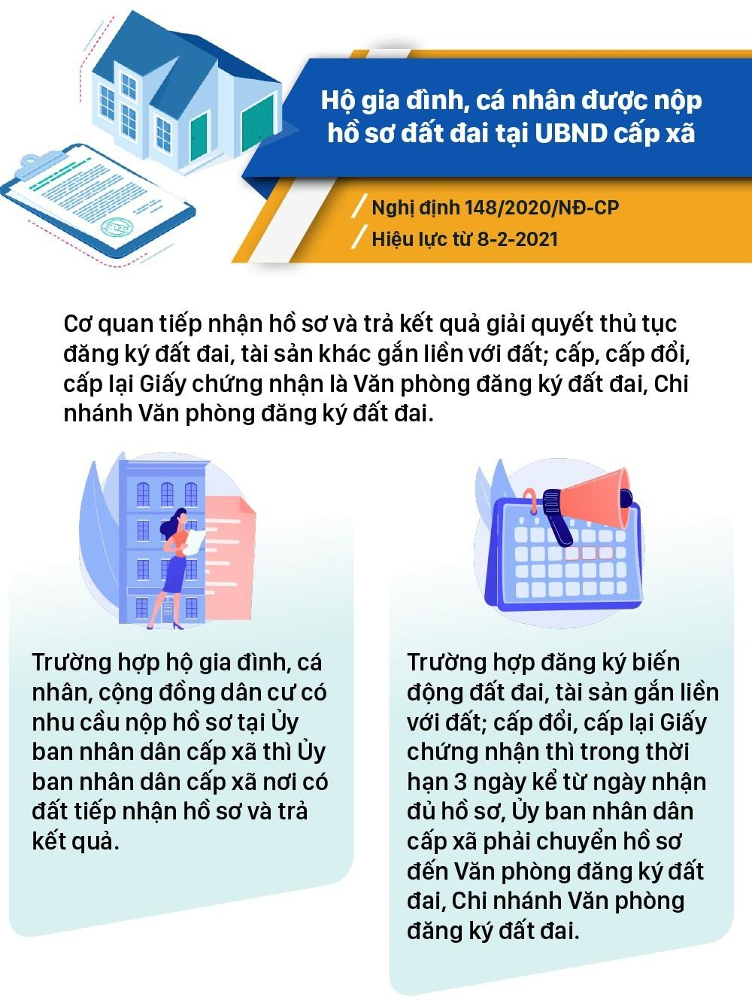 Hộ gia đình, cá nhân được nộp
hồ sơ đất đai tại UBND cấp xã
Nghị định 148/2020/NĐ-CP
Hiệu lực từ 8-2-2021
Cơ quan tiếp nhận hồ sơ và trả kết quả giải quyết thủ tục
đăng ký đất đai, tài sản khác gắn liền với đất; cấp, cấp đổi,
cấp lại Giấy chứng nhận là Văn phòng đăng ký đất đai, Chi
nhánh Văn phòng đăng ký đất đai.
Trường hợp hộ gia đình, cá
nhân, cộng đồng dân cư có
nhu cầu nộp hồ sơ tại Ủy
ban nhân dân cấp xã thì Ủy
ban nhân dân cấp xã nơi có
đất tiếp nhận hồ sơ và trả
kết quả.
Trường hợp đăng ký biến
động đất đai, tài sản gắn liền
với đất; cấp đổi, cấp lại Giấy
chứng nhận thì trong thời
hạn 3 ngày kể từ ngày nhận
đủ hồ sơ, Ủy ban nhân dân
cấp xã phải chuyển hồ sơ
đến Văn phòng đăng ký đất
đai, Chi nhánh Văn phòng
đăng ký đất đai.